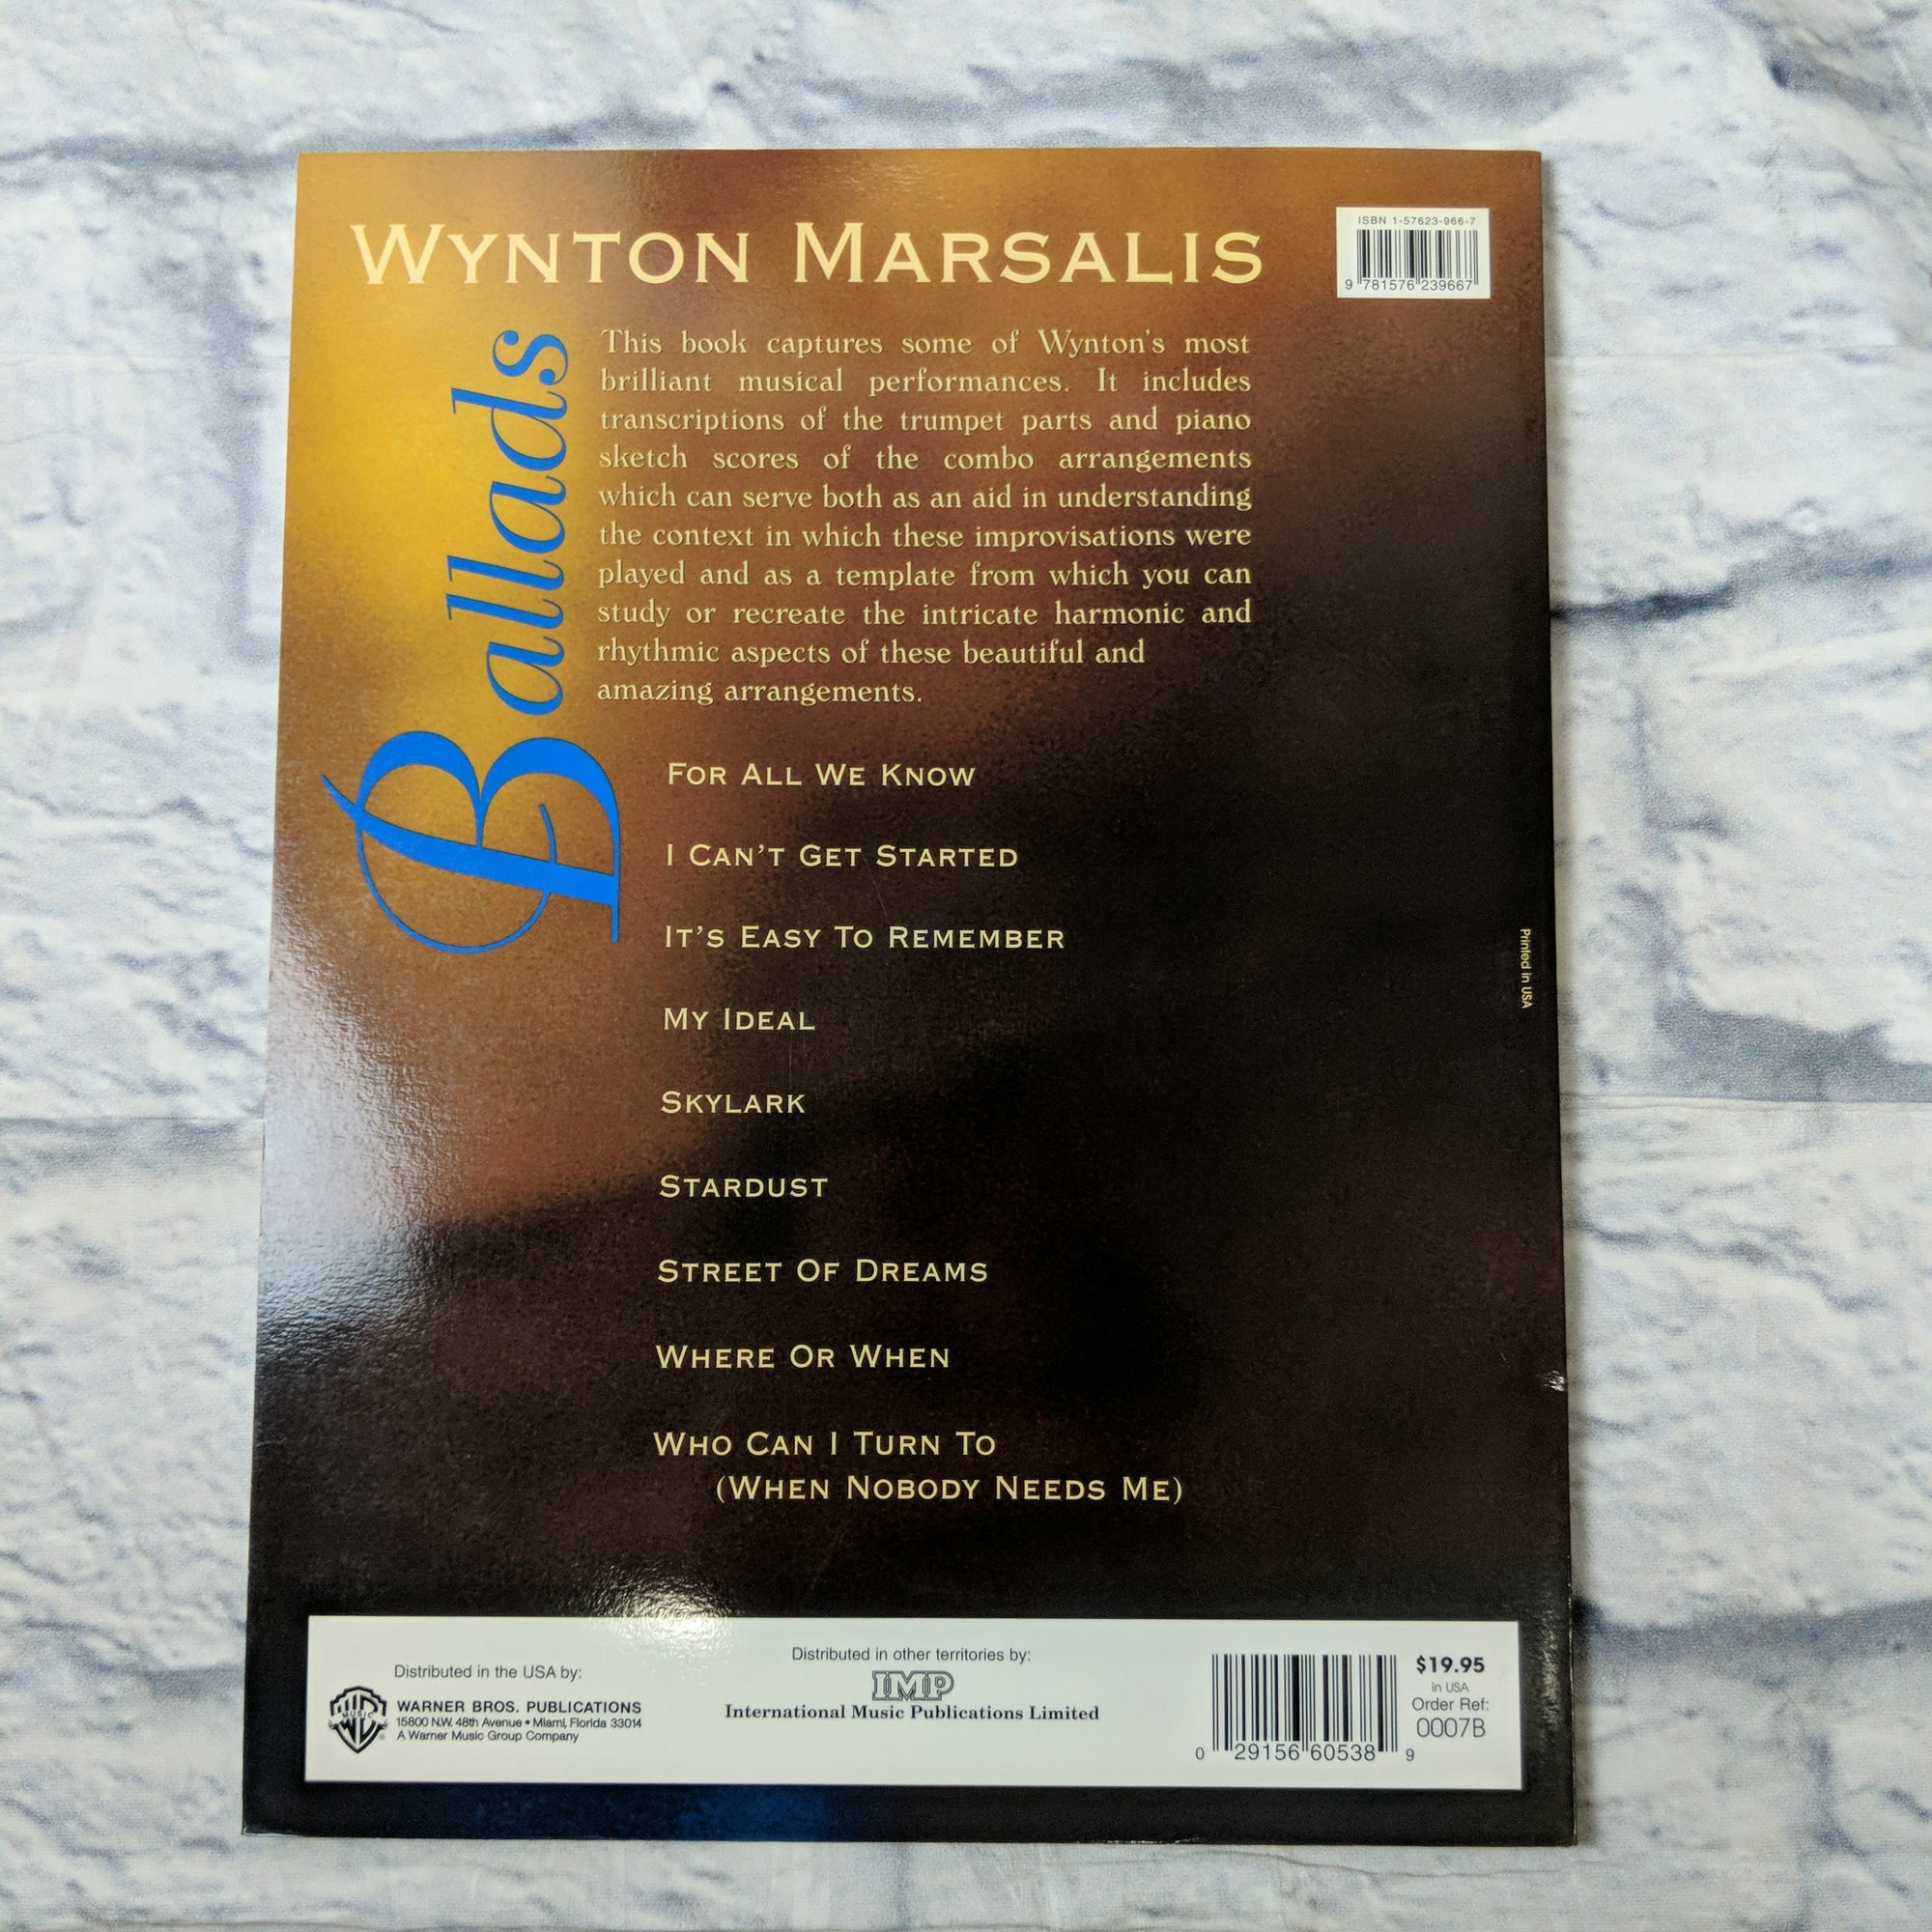 WYNTON MARSALIS
ISBN 1-57623-966-7
9 781576 239667
Ballads
This book captures some of Wynton's most
brilliant musical performances. It includes
transcriptions of the trumpet parts and piano
sketch scores of the combo arrangements
which can serve both as an aid in understanding
the context in which these improvisations were
played and as a template from which you can
study or recreate the intricate harmonic and
rhythmic aspects of these beautiful and
amazing arrangements.
FOR ALL WE KNOW
I CAN'T GET STARTED
IT'S EASY TO REMEMBER
MY IDEAL
SKYLARK
STARDUST
STREET OF DREAMS
WHERE OR WHEN
WHO CAN I TURN TO
(WHEN NOBODY NEEDS ME)
Printed in USA
Distributed in the USA by:
MUSIC
WARNER BROS. PUBLICATIONS
15800 N.W. 48th Avenue • Miami, Florida 33014
A Warner Music Group Company
Distributed in other territories by:
IMP
International Music Publications Limited
0 29156 60538 9
$19.95
in USA
Order Ref:
0007B